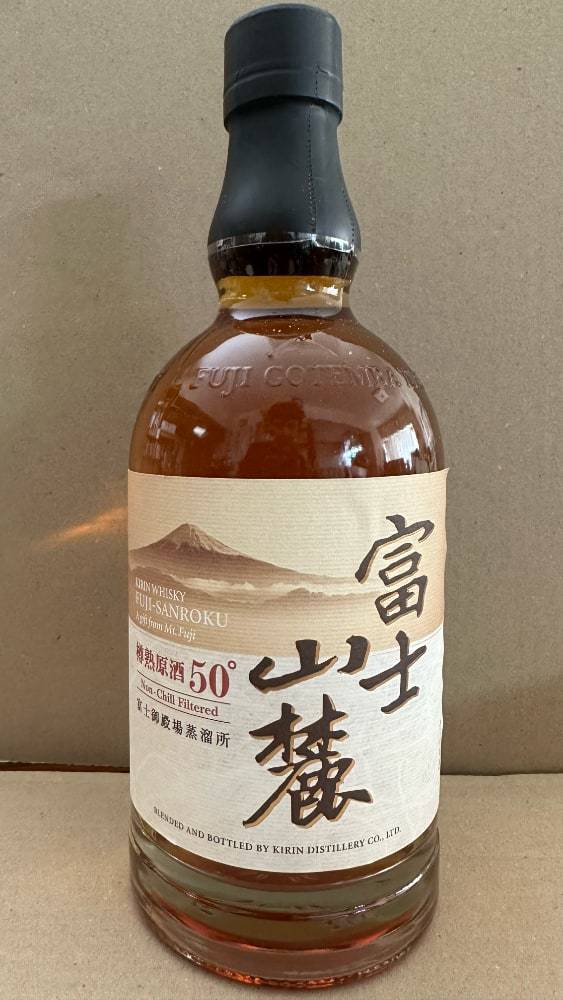 FUJI GOTEMBA
富士
山麓
KIRIN WHISKY
FUJI-SANROKU
A gift from Mt. Fuji
樽熟原酒 50°
Non-Chill Filtered
富士御殿場蒸溜所
BLENDED AND BOTTLED BY KIRIN DISTILLERY CO., LTD.